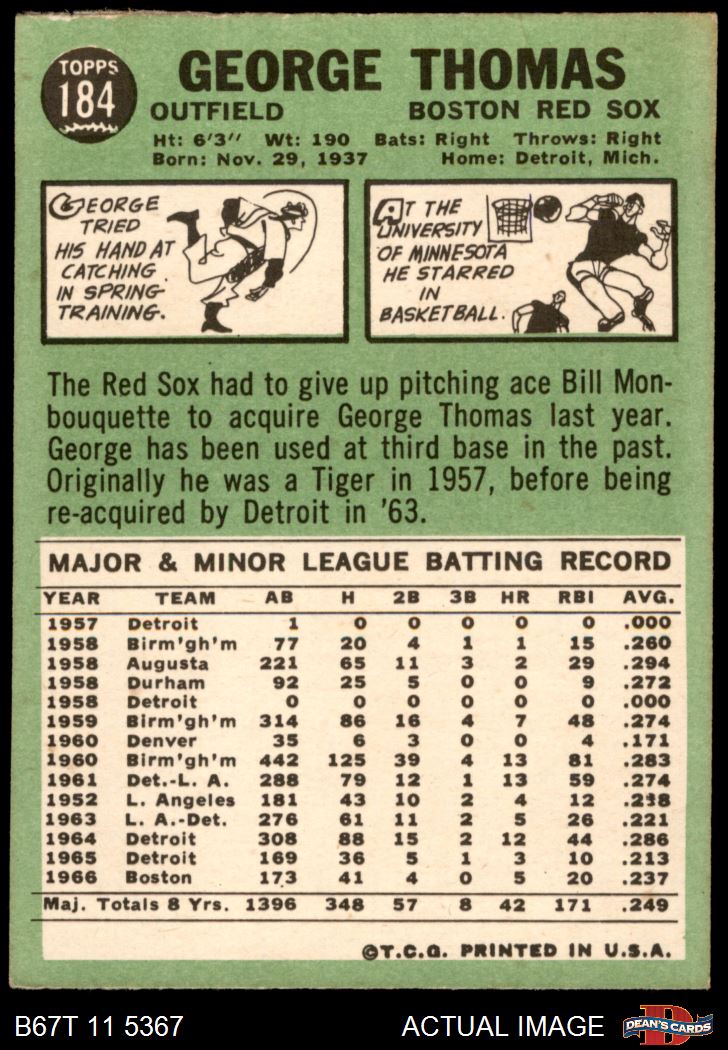 TOPPS
184
GEORGE THOMAS
OUTFIELD BOSTON RED SOX
Ht: 6'3" Wt: 190 Bats: Right Throws: Right
Born: Nov. 29, 1937 Home: Detroit, Mich.
GEORGE
TRIED
HIS HAND AT
CATCHING
IN SPRING
TRAINING.
AT THE
UNIVERSITY
OF MINNESOTA
HE STARRED
IN
BASKETBALL.
The Red Sox had to give up pitching ace Bill Mon-
bouquette to acquire George Thomas last year.
George has been used at third base in the past.
Originally he was a Tiger in 1957, before being
re-acquired by Detroit in '63.
MAJOR & MINOR LEAGUE BATTING RECORD
YEAR TEAM AB H 2B 3B HR RBI AVG.
1957 Detroit 1 0 0 0 0 0 .000
1958 Birm'gh'm 77 20 4 1 1 15 .260
1958 Augusta 221 65 11 3 2 29 .294
1958 Durham 92 25 5 0 0 9 .272
1958 Detroit 0 0 0 0 0 0 .000
1959 Birm'gh'm 314 86 16 4 7 48 .274
1960 Denver 35 6 3 0 0 4 .171
1960 Birm'gh'm 442 125 39 4 13 81 .283
1961 Det.-L. A. 288 79 12 1 13 59 .274
1952 L. Angeles 181 43 10 2 4 12 .238
1963 L. A.-Det. 276 61 11 2 5 26 .221
1964 Detroit 308 88 15 2 12 44 .286
1965 Detroit 169 36 5 1 3 10 .213
1966 Boston 173 41 4 0 5 20 .237
Maj. Totals 8 Yrs. 1396 348 57 8 42 171 .249
©T.C.G. PRINTED IN U.S.A.
B67T 11 5367 ACTUAL IMAGE
D
DEAN'S CARDS